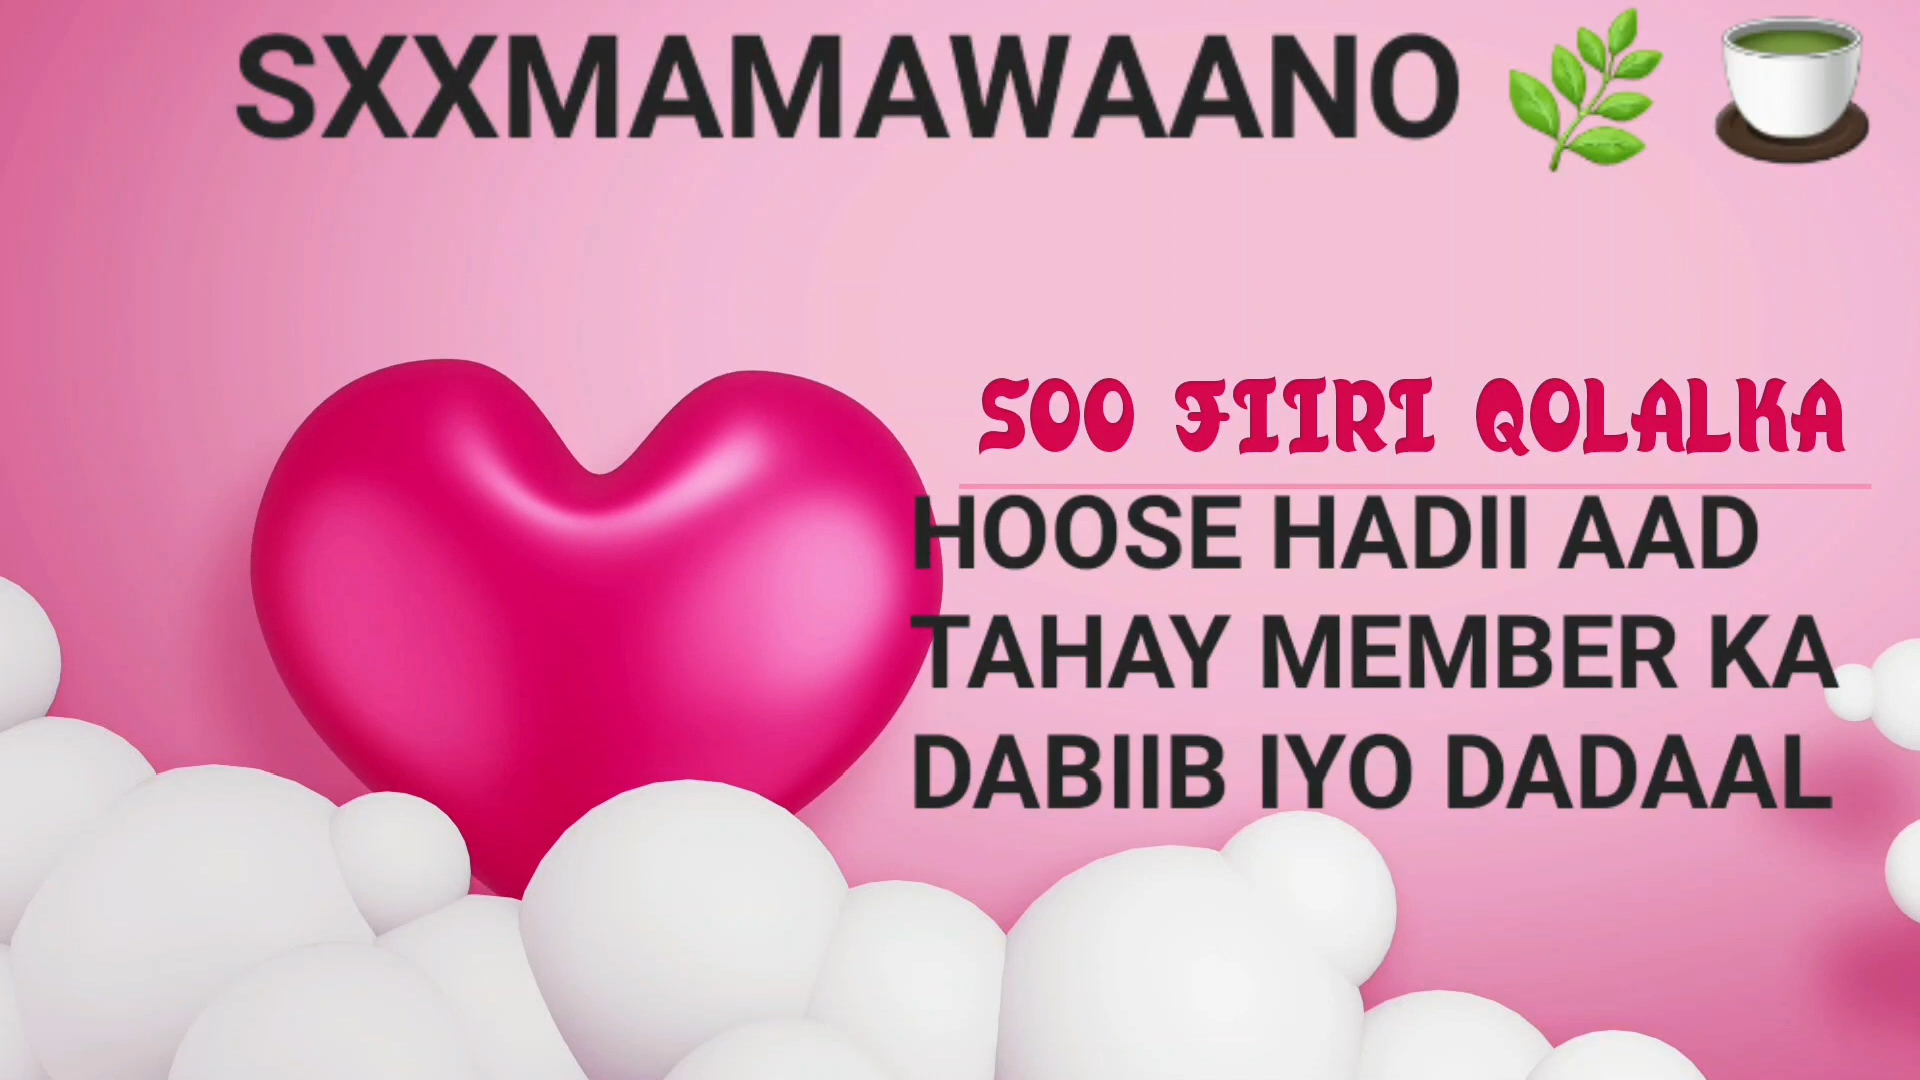 SXXMAMAWAANO 🌿 🍵
SOO FIIRI QOLALKA
HOOSE HADII AAD
TAHAY MEMBER KA
DABIIB IYO DADAAL